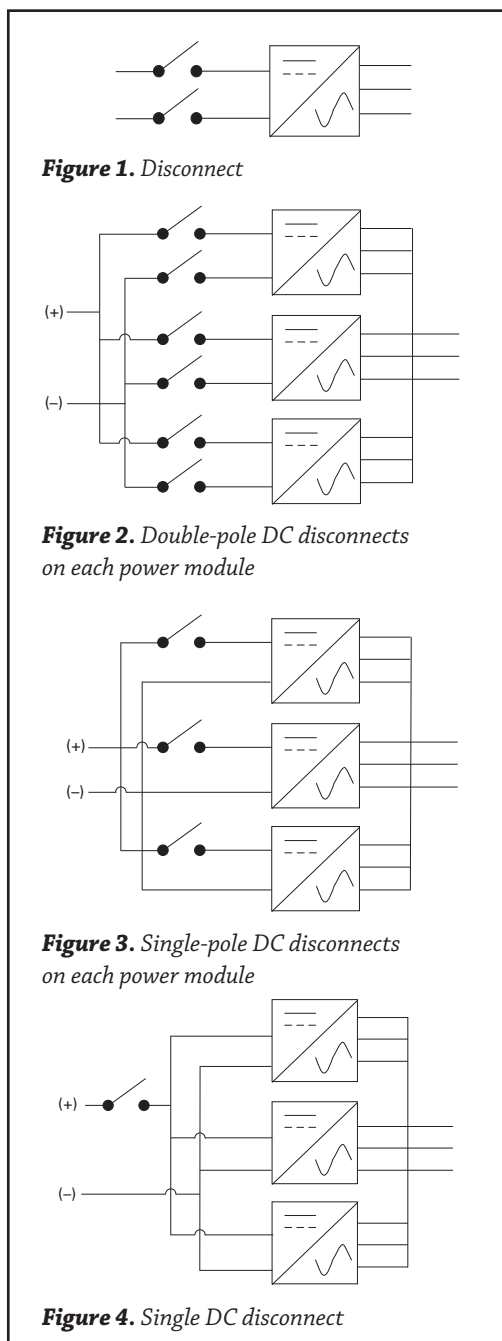 Figure 1. Disconnect
(+)
(−)
Figure 2. Double-pole DC disconnects
on each power module
(+)
(−)
Figure 3. Single-pole DC disconnects
on each power module
(+)
(−)
Figure 4. Single DC disconnect